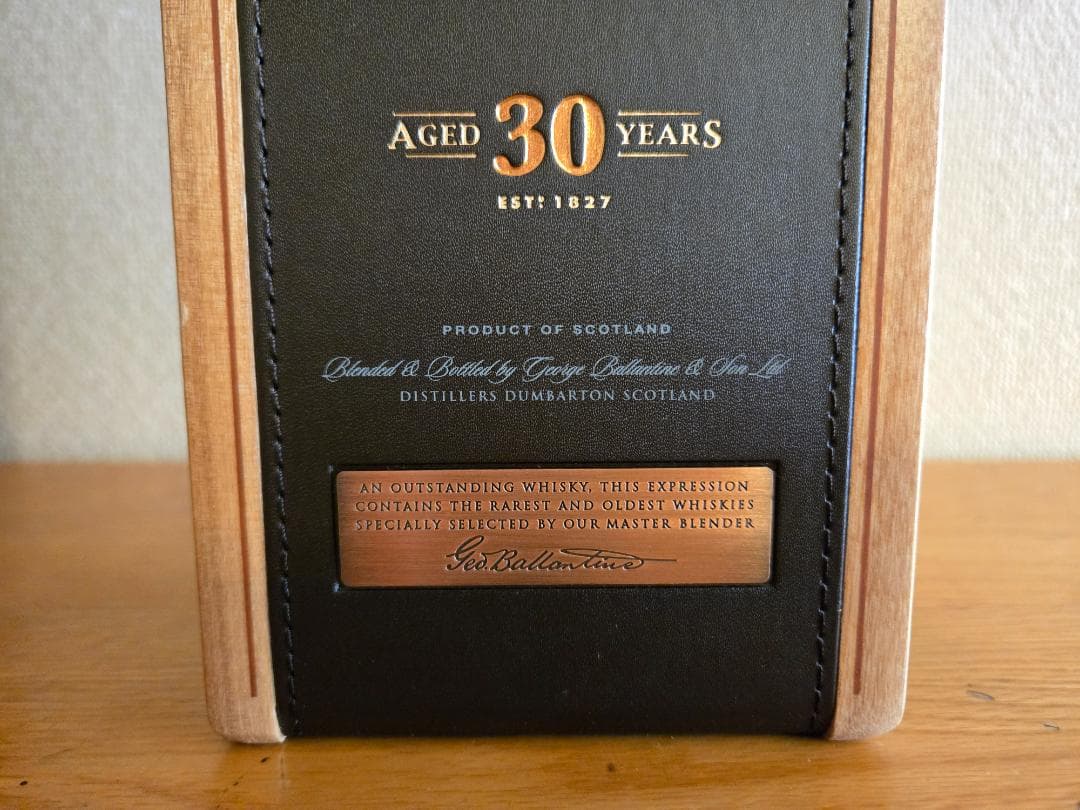 AGED 30 YEARS
ESTD 1827
PRODUCT OF SCOTLAND
Blended & Bottled by George Ballantine & Son Ltd
DISTILLERS DUMBARTON SCOTLAND
AN OUTSTANDING WHISKY, THIS EXPRESSION
CONTAINS THE RAREST AND OLDEST WHISKIES
SPECIALLY SELECTED BY OUR MASTER BLENDER
Geo. Ballantine